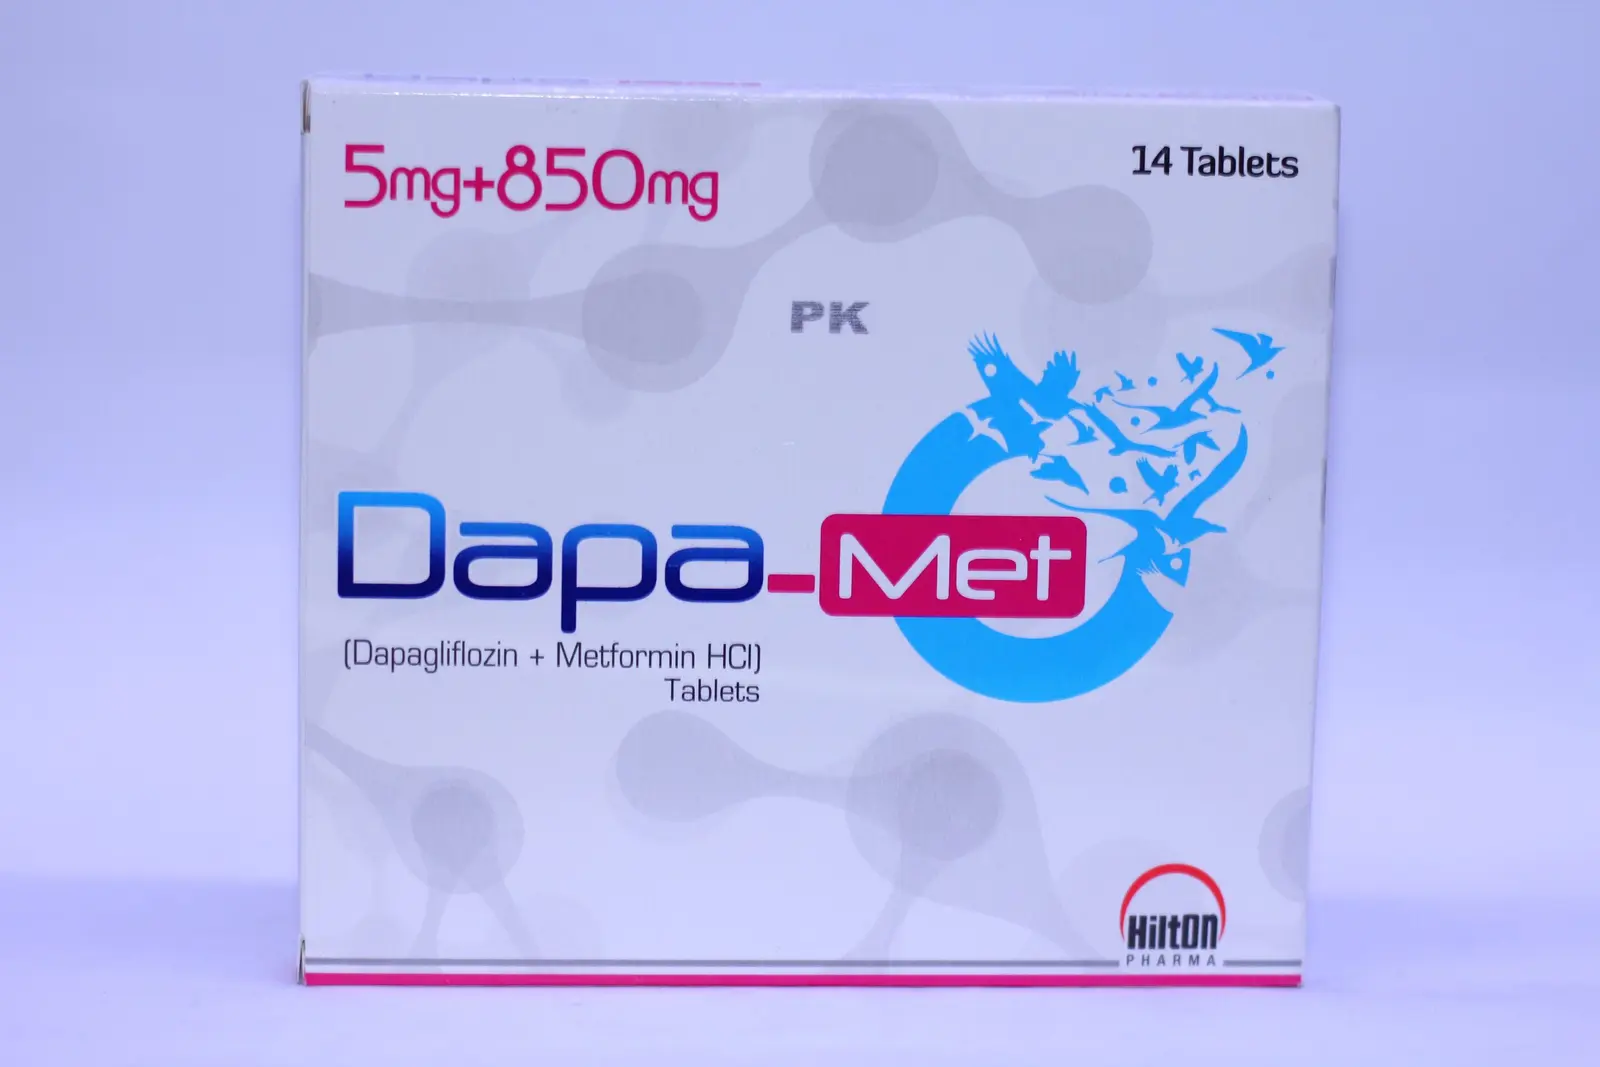 5mg+850mg
14 Tablets
PK
Dapa-Met
(Dapagliflozin + Metformin HCl)
Tablets
HiltON
PHARMA